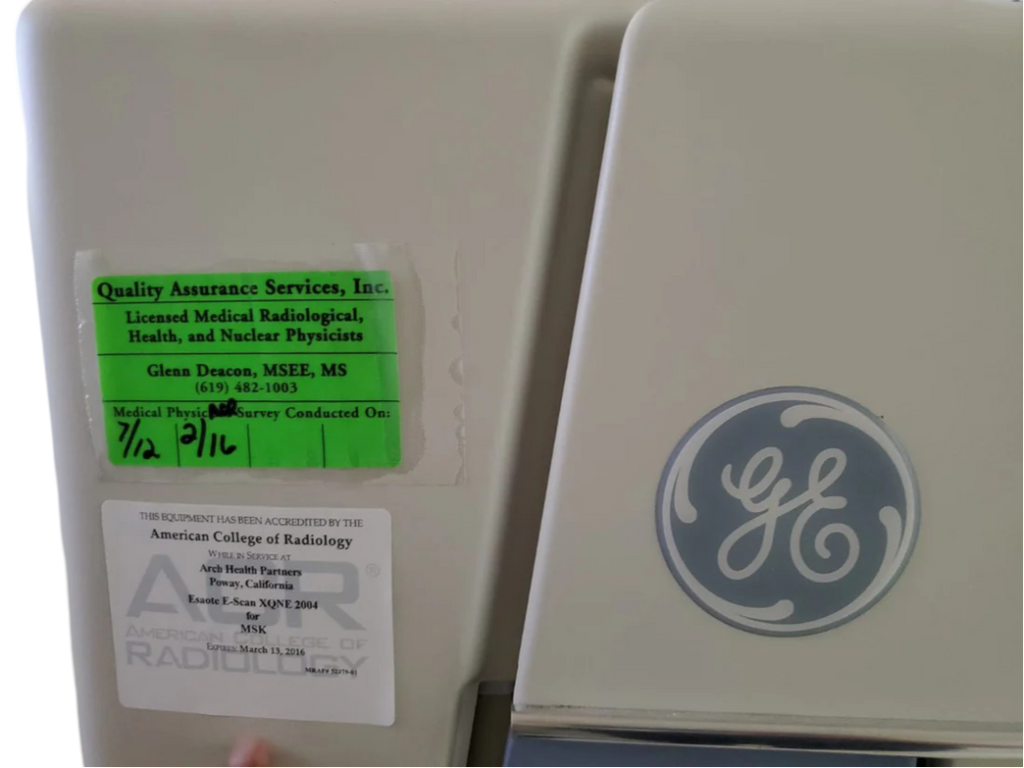 Quality Assurance Services, Inc.
Licensed Medical Radiological,
Health, and Nuclear Physicists
Glenn Deacon, MSEE, MS
(619) 482-1003
Medical Physic Survey Conducted On:
7/12 2/16
THIS EQUIPMENT HAS BEEN ACCREDITED BY THE
American College of Radiology
WHILE IN SERVICE AT
Arch Health Partners
Poway, California
Esaote E-Scan XQNE 2004
for
MSK
EXPIRES March 13, 2016
ACR®
AMERICAN COLLEGE OF
RADIOLOGY
GE